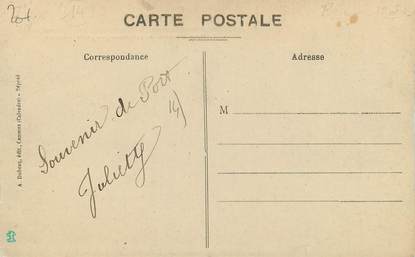 CARTE POSTALE
Correspondance
Adresse
Souvenir de Port
Juliette
M